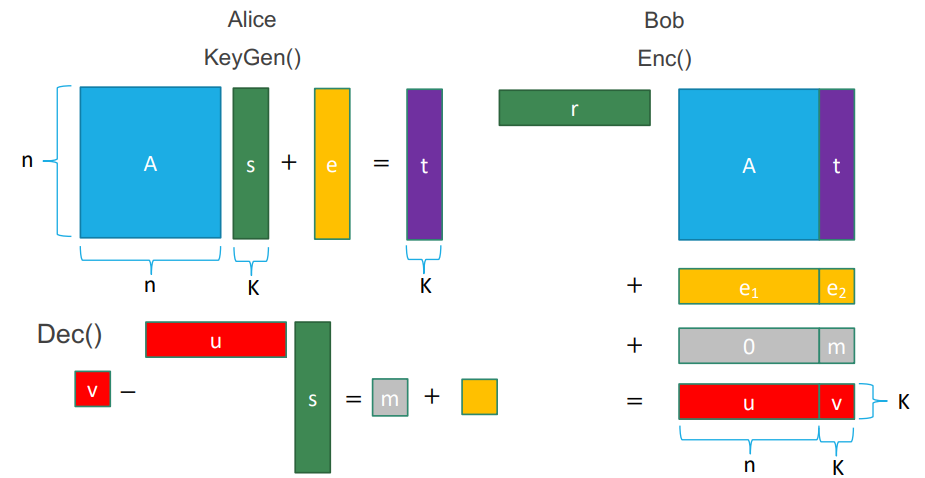 Alice
KeyGen()
n
A
s
+
e
=
t
n
K
K
Bob
Enc()
r
A
t
+
e₁
e₂
+
0
m
=
u
v
K
n
K
Dec()
v
−
u
s
=
m
+